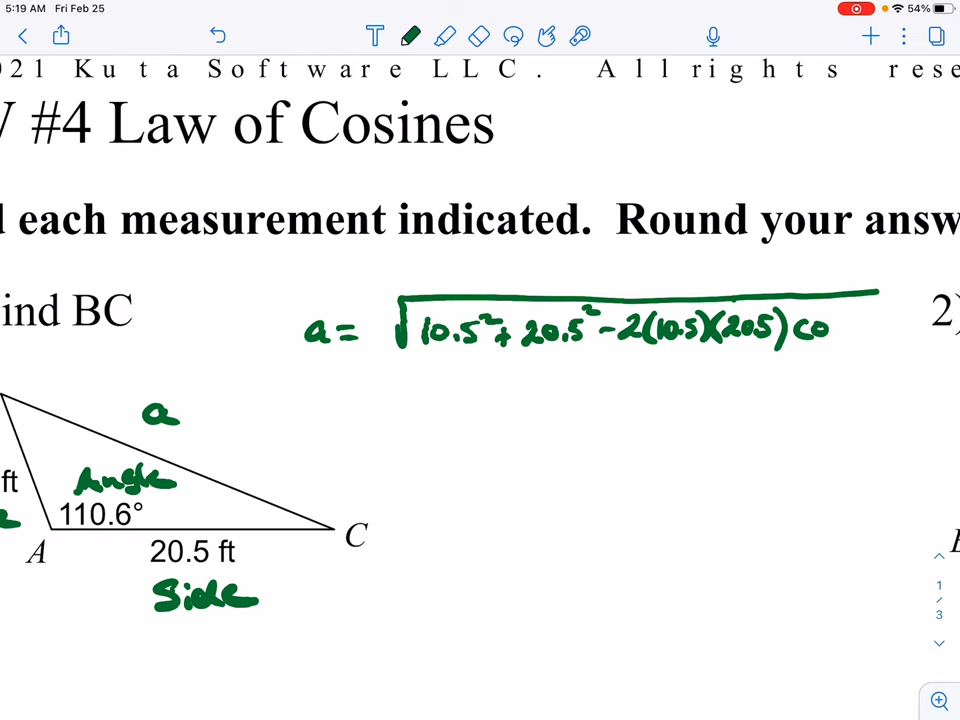 5:19 AM Fri Feb 25
54%
021 Kuta Software LLC. All rights rese
#4 Law of Cosines
each measurement indicated. Round your answ
ind BC
a = √10.5² + 20.5² - 2(10.5)(20.5) co
2)
a
ft
Angle
110.6°
A
20.5 ft
C
Side
1
/
3